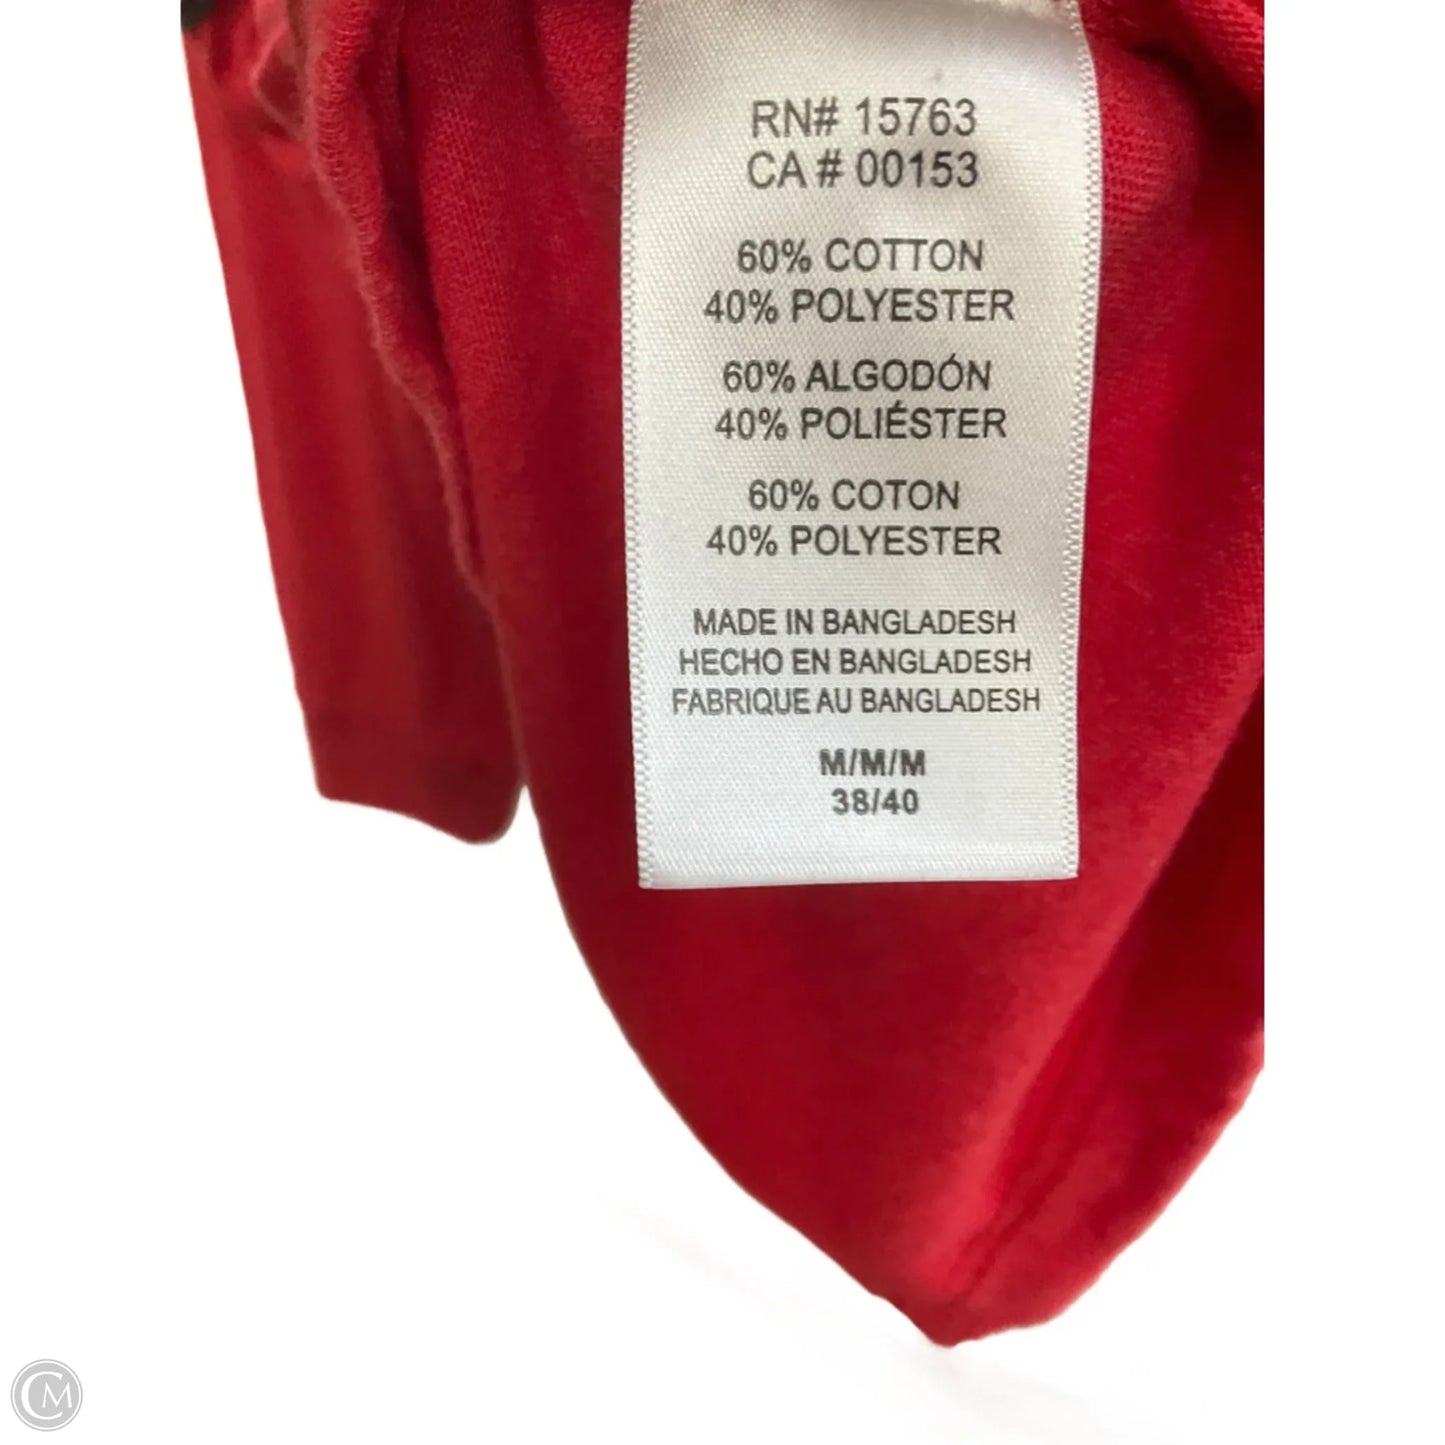 RN# 15763
CA # 00153
60% COTTON
40% POLYESTER
60% ALGODÓN
40% POLIÉSTER
60% COTON
40% POLYESTER
MADE IN BANGLADESH
HECHO EN BANGLADESH
FABRIQUE AU BANGLADESH
M/M/M
38/40
CM